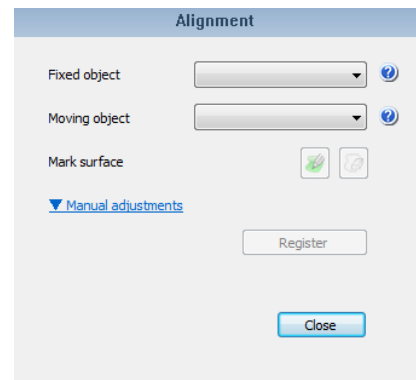 Alignment
Fixed object
Moving object
Mark surface
Manual adjustments
Register
Close